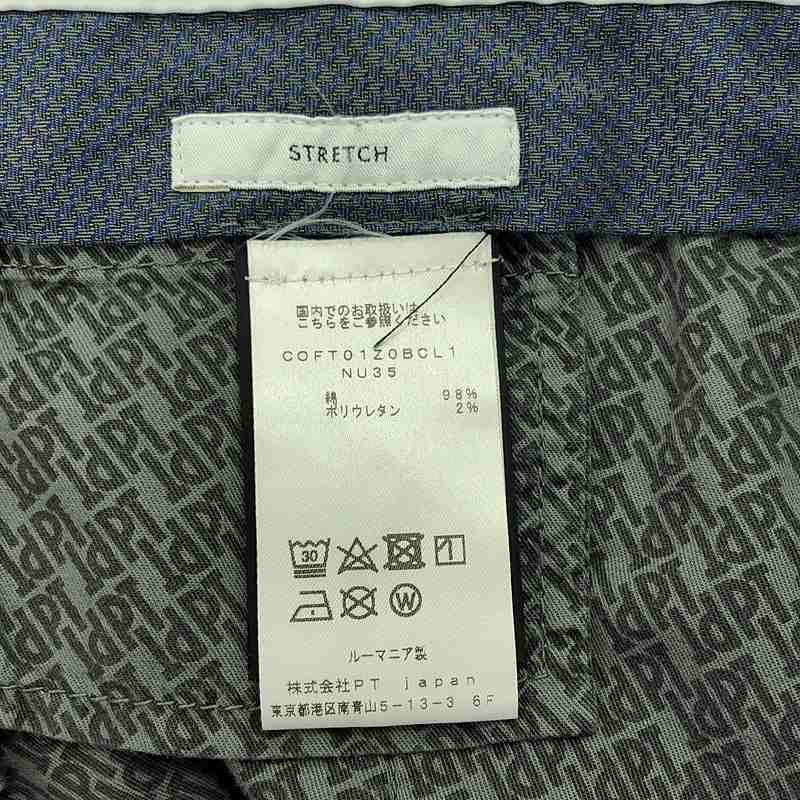 STRETCH
国内でのお取扱いは
こちらをご参照ください
COFT01Z0BCL1
NU35
綿 98%
ポリウレタン 2%
30
W
ルーマニア製
株式会社PT japan
東京都港区南青山5-13-3 6F